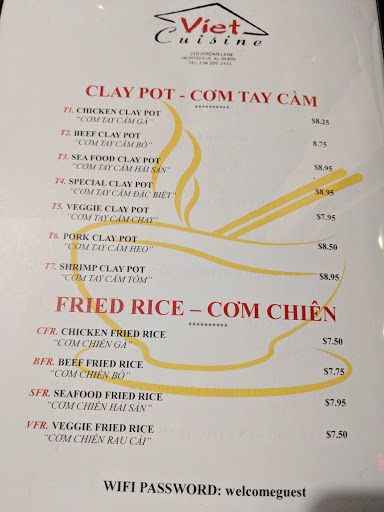 Viet
Cuisine
HUNTSVILLE, AL
CLAY POT - CƠM TAY CẦM
**********
T1. CHICKEN CLAY POT $8.25
"CƠM TAY CẦM GÀ"
T2. BEEF CLAY POT 8.75
"CƠM TAY CẦM BÒ"
T3. SEA FOOD CLAY POT $8.95
"CƠM TAY CẦM HẢI SẢN"
T4. SPECIAL CLAY POT $8.95
"CƠM TAY CẦM ĐẶC BIỆT"
T5. VEGGIE CLAY POT $7.95
"CƠM TAY CẦM CHAY"
T6. PORK CLAY POT $8.50
"CƠM TAY CẦM HEO"
T7. SHRIMP CLAY POT $8.95
"CƠM TAY CẦM TÔM"
FRIED RICE – CƠM CHIÊN
**********
CFR. CHICKEN FRIED RICE $7.50
"CƠM CHIÊN GÀ"
BFR. BEEF FRIED RICE $7.75
"CƠM CHIÊN BÒ"
SFR. SEAFOOD FRIED RICE $7.95
"CƠM CHIÊN HẢI SẢN"
VFR. VEGGIE FRIED RICE $7.50
"CƠM CHIÊN RAU CẢI"
WIFI PASSWORD: welcomeguest